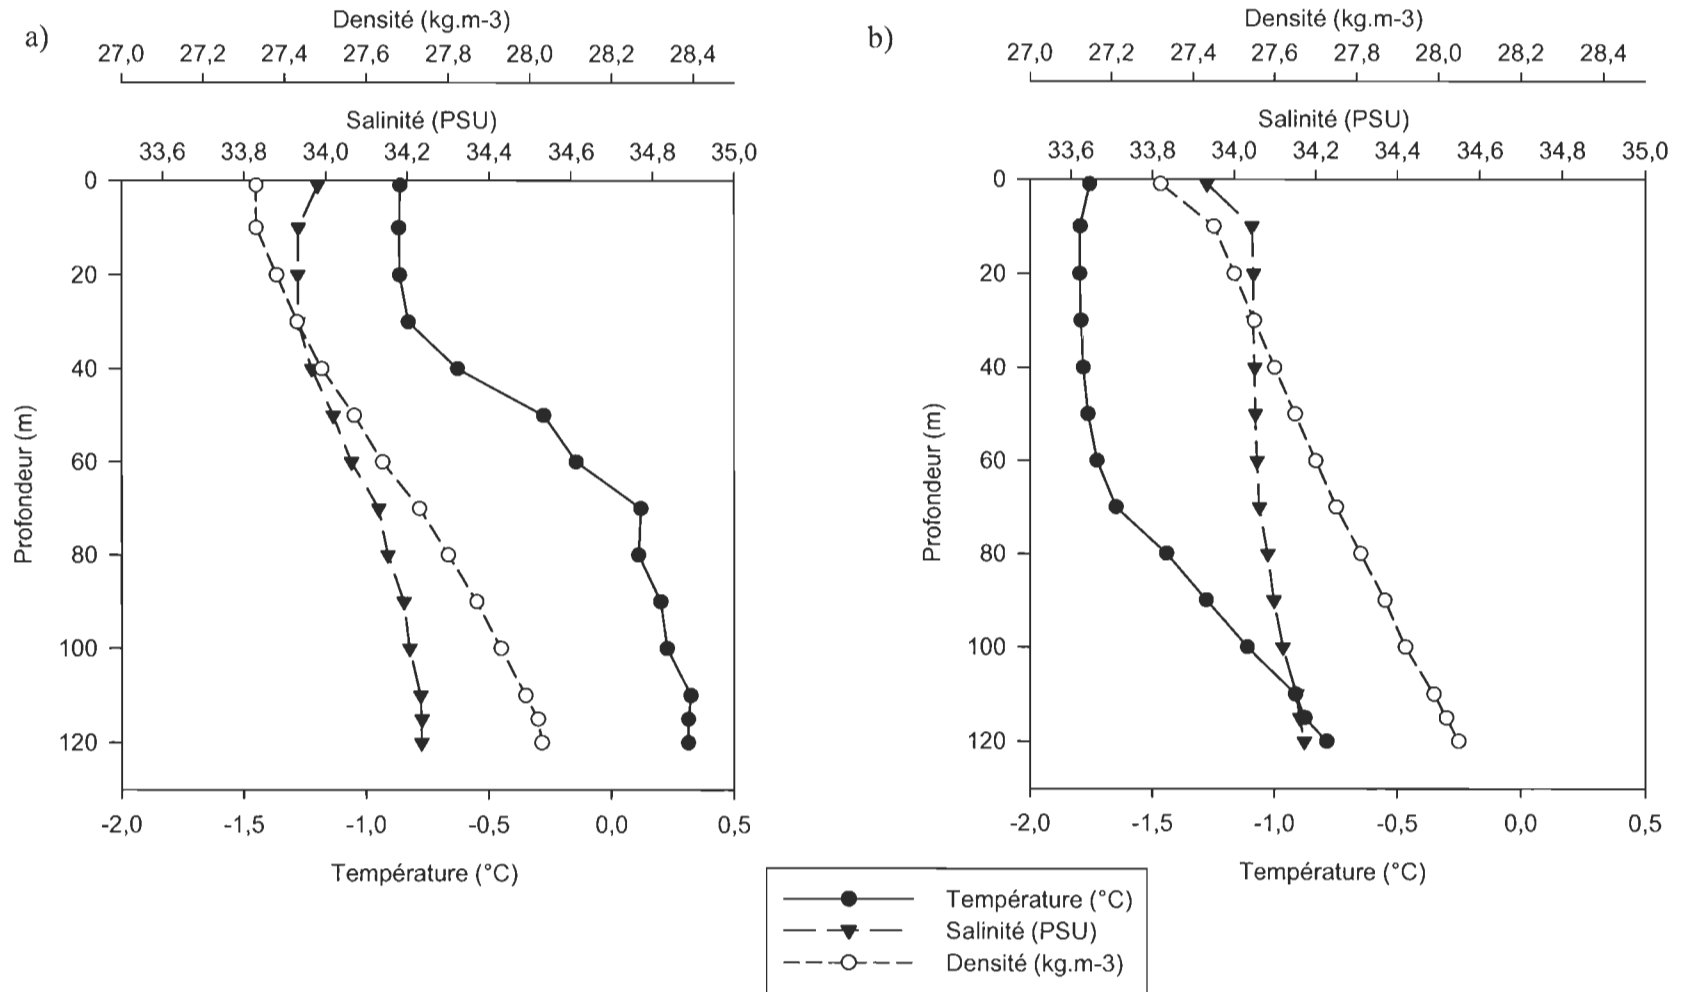 a)
Densité (kg.m-3)
27,0 27,2 27,4 27,6 27,8 28,0 28,2 28,4
Salinité (PSU)
33,6 33,8 34,0 34,2 34,4 34,6 34,8 35,0
Profondeur (m)
0
20
40
60
80
100
120
-2,0 -1,5 -1,0 -0,5 0,0 0,5
Température (°C)
b)
Densité (kg.m-3)
27,0 27,2 27,4 27,6 27,8 28,0 28,2 28,4
Salinité (PSU)
33,6 33,8 34,0 34,2 34,4 34,6 34,8 35,0
Profondeur (m)
0
20
40
60
80
100
120
-2,0 -1,5 -1,0 -0,5 0,0 0,5
Température (°C)
Température (°C)
Salinité (PSU)
Densité (kg.m-3)